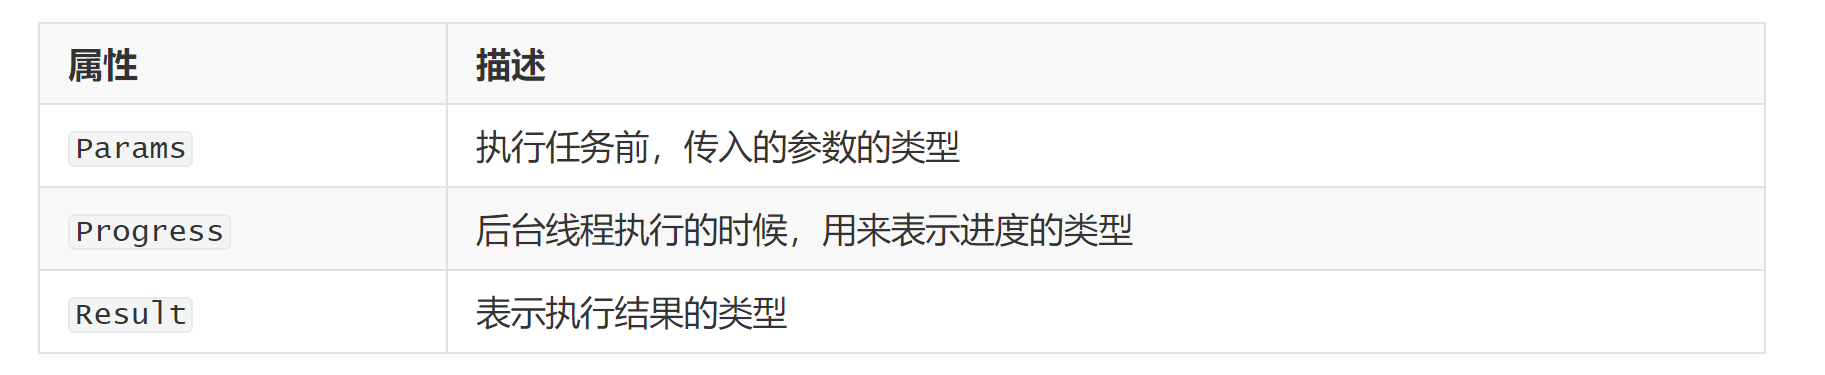 属性 描述
Params 执行任务前，传入的参数的类型
Progress 后台线程执行的时候，用来表示进度的类型
Result 表示执行结果的类型